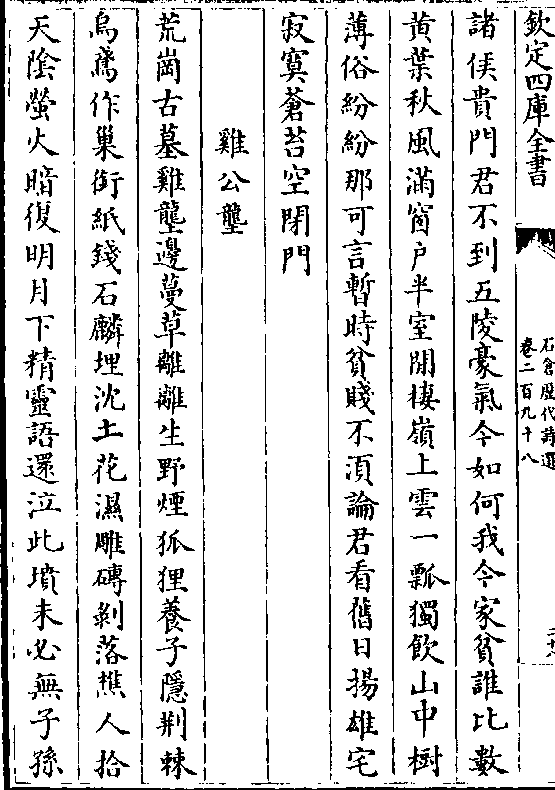 欽定四庫全書
石倉歷代詩選
卷二百九十八
諸侯貴門君不到五陵豪氣今如何我今家貧誰比數
黄葉秋風滿窗户半室閒棲嶺上雲一瓢獨飲山中樹
薄俗紛紛那可言暫時貧賤不湏論君看舊日揚雄宅
寂寞蒼苔空閉門
雞公壟
荒崗古墓雞壟邊蔓草離離生野煙狐狸養子隱荆棘
烏鳶作巢銜紙錢石麟埋沈土花濕雕磚剝落樵人拾
天陰螢火暗復明月下精靈語還泣此墳未必無子孫